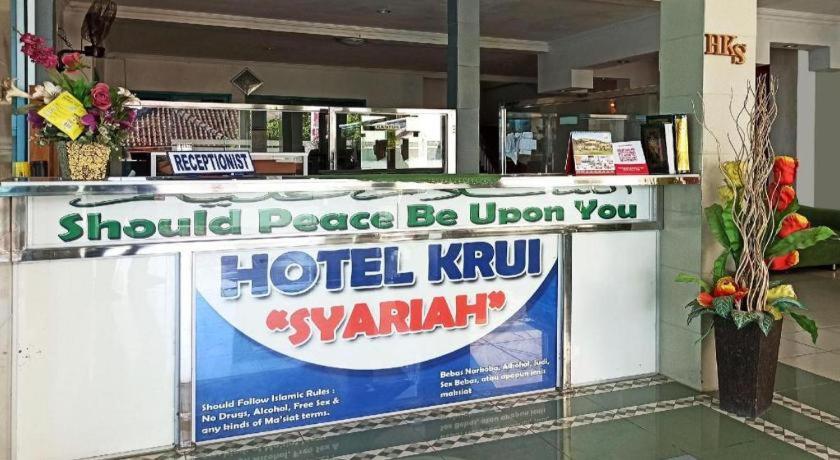 HKS
RECEPTIONIST
Should Peace Be Upon You
HOTEL KRUI
"SYARIAH"
Should Follow Islamic Rules :
No Drugs, Alcohol, Free Sex &
any kinds of Ma'siat terms.
Bebas Narkoba, Alkohol, Judi,
Sex Bebas, atau apapun jenis
maksiat